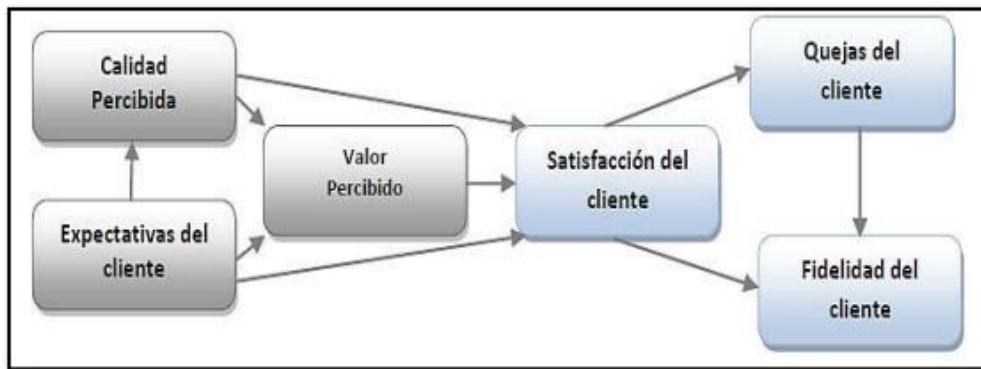 Calidad
Percibida
Quejas del
cliente
Valor
Percibido
Satisfacción del
cliente
Expectativas del
cliente
Fidelidad del
cliente